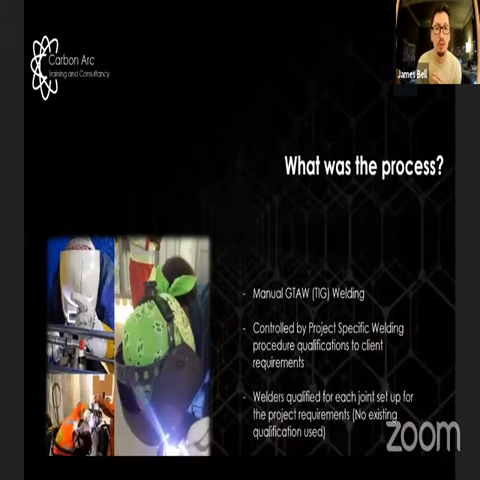 Carbon Arc
Training and Consultancy
James Bell
What was the process?
- Manual GTAW (TIG) Welding
- Controlled by Project Specific Welding
procedure qualifications to client
requirements
- Welders qualified for each joint set up for
the project requirements (No existing
qualification used)
zoom